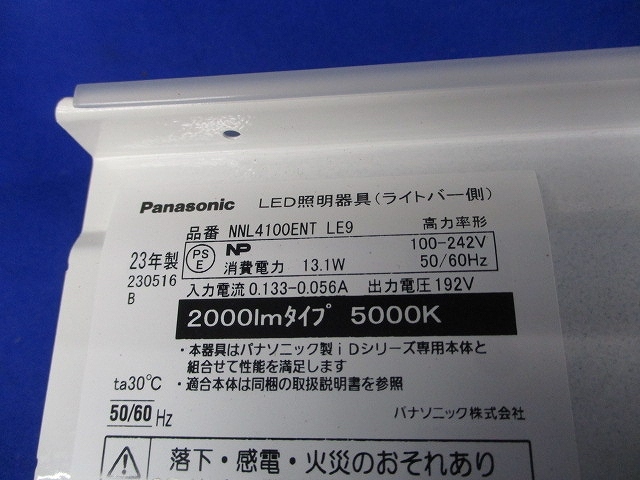 Panasonic LED照明器具(ライトバー側)
品番 NNL4100ENT LE9 高力率形
23年製 PS E NP 100-242V
230516 消費電力 13.1W 50/60Hz
B 入力電流0.133-0.056A 出力電圧192V
2000lmタイプ 5000K
・本器具はパナソニック製iDシリーズ専用本体と
組合せて性能を満足します
ta30℃ ・適合本体は同梱の取扱説明書を参照
50/60 Hz パナソニック株式会社
落下・感電・火災のおそれあり